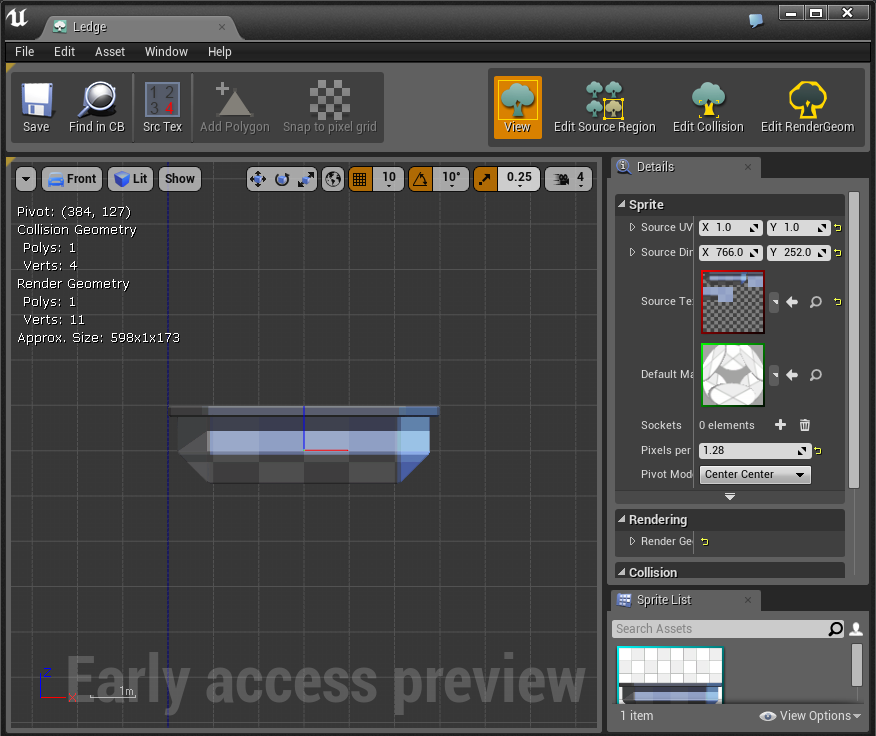 Ledge
File Edit Asset Window Help
Save Find in CB Src Tex Add Polygon Snap to pixel grid View Edit Source Region Edit Collision Edit RenderGeom
1 2
3 4
Front Lit Show 10 10° 0.25 4
Pivot: (384, 127)
Collision Geometry
Polys: 1
Verts: 4
Render Geometry
Polys: 1
Verts: 11
Approx. Size: 598x1x173
Z
1m
Early access preview
Details
Sprite
Source UV X 1.0 Y 1.0
Source Dir X 766.0 Y 252.0
Source Te
Default Ma
Sockets 0 elements
Pixels per 1.28
Pivot Mod Center Center
Rendering
Render Ge
Collision
Sprite List
Search Assets
1 item View Options